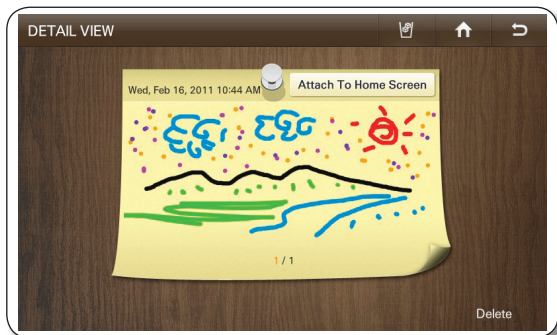 DETAIL VIEW
Wed, Feb 16, 2011 10:44 AM
Attach To Home Screen
1 / 1
Delete